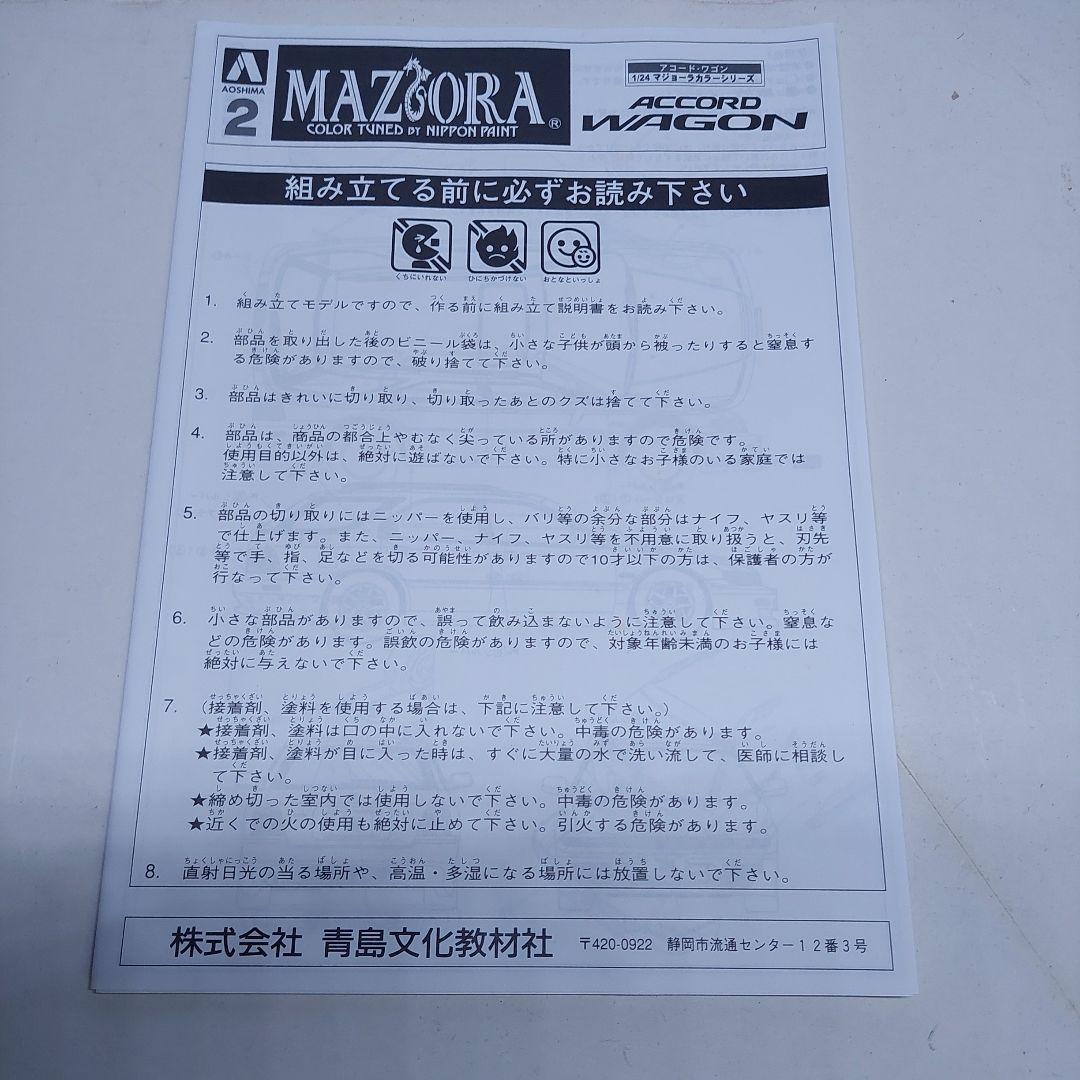 AOSHIMA
2
MAZIORA®
COLOR TUNED BY NIPPON PAINT
アコード・ワゴン
1/24 マジョーラカラーシリーズ
ACCORD
WAGON
組み立てる前に必ずお読み下さい
くちにいれない ひにちかづけない おとなといっしょ
1. 組み立てモデルですので、作る前に組み立て説明書をお読み下さい。
2. 部品を取り出した後のビニール袋は、小さな子供が頭から被ったりすると窒息す
る危険がありますので、破り捨てて下さい。
3. 部品はきれいに切り取り、切り取ったあとのクズは捨てて下さい。
4. 部品は、商品の都合上やむなく尖っている所がありますので危険です。
使用目的以外は、絶対に遊ばないで下さい。特に小さなお子様のいる家庭では
注意して下さい。
5. 部品の切り取りにはニッパーを使用し、バリ等の余分な部分はナイフ、ヤスリ等
で仕上げます。また、ニッパー、ナイフ、ヤスリ等を不用意に取り扱うと、刃先
等で手、指、足などを切る可能性がありますので10才以下の方は、保護者の方が
行なって下さい。
6. 小さな部品がありますので、誤って飲み込まないように注意して下さい。窒息な
どの危険があります。誤飲の危険がありますので、対象年齢未満のお子様には
絶対に与えないで下さい。
7. (接着剤、塗料を使用する場合は、下記に注意して下さい。)
★接着剤、塗料は口の中に入れないで下さい。中毒の危険があります。
★接着剤、塗料が目に入った時は、すぐに大量の水で洗い流して、医師に相談し
て下さい。
★締め切った室内では使用しないで下さい。中毒の危険があります。
★近くでの火の使用も絶対に止めて下さい。引火する危険があります。
8. 直射日光の当る場所や、高温・多湿になる場所には放置しないで下さい。
株式会社 青島文化教材社 〒420-0922 静岡市流通センター12番3号